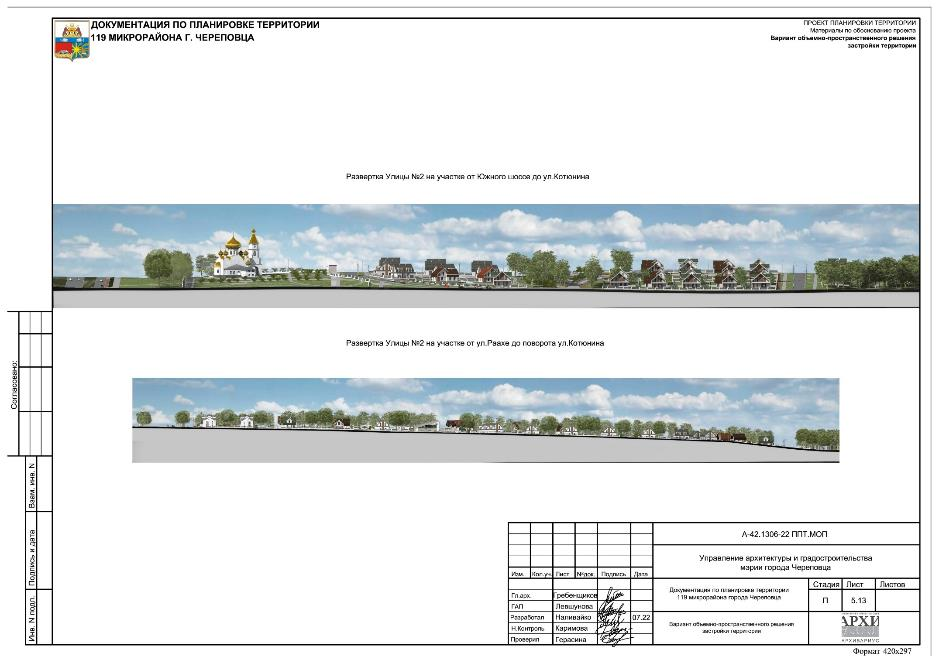 ДОКУМЕНТАЦИЯ ПО ПЛАНИРОВКЕ ТЕРРИТОРИИ
119 МИКРОРАЙОНА Г. ЧЕРЕПОВЦА
ПРОЕКТ ПЛАНИРОВКИ ТЕРРИТОРИИ
Материалы по обоснованию проекта
Вариант объемно-пространственного решения
застройки территории
Развертка Улицы №2 на участке от Южного шоссе до ул.Котюнина
Развертка Улицы №2 на участке от ул.Раахе до поворота ул.Котюнина
Согласовано:
Взам. инв. N
Подпись и дата
Инв. N подл.
А-42.1306-22 ППТ.МОП
Управление архитектуры и градостроительства
мэрии города Череповца
Изм. Кол.уч. Лист №док. Подпись Дата
Гл.арх. Гребенщиков
ГАП Левшунова
Разработал Наливайко 07.22
Н.Контроль Каримова
Проверил Герасина
Документация по планировке территории
119 микрорайона города Череповца
Стадия Лист Листов
П 5.13
Вариант объемно-пространственного решения
застройки территории
АРХИ
АРХИВАРИУС
Формат 420x297